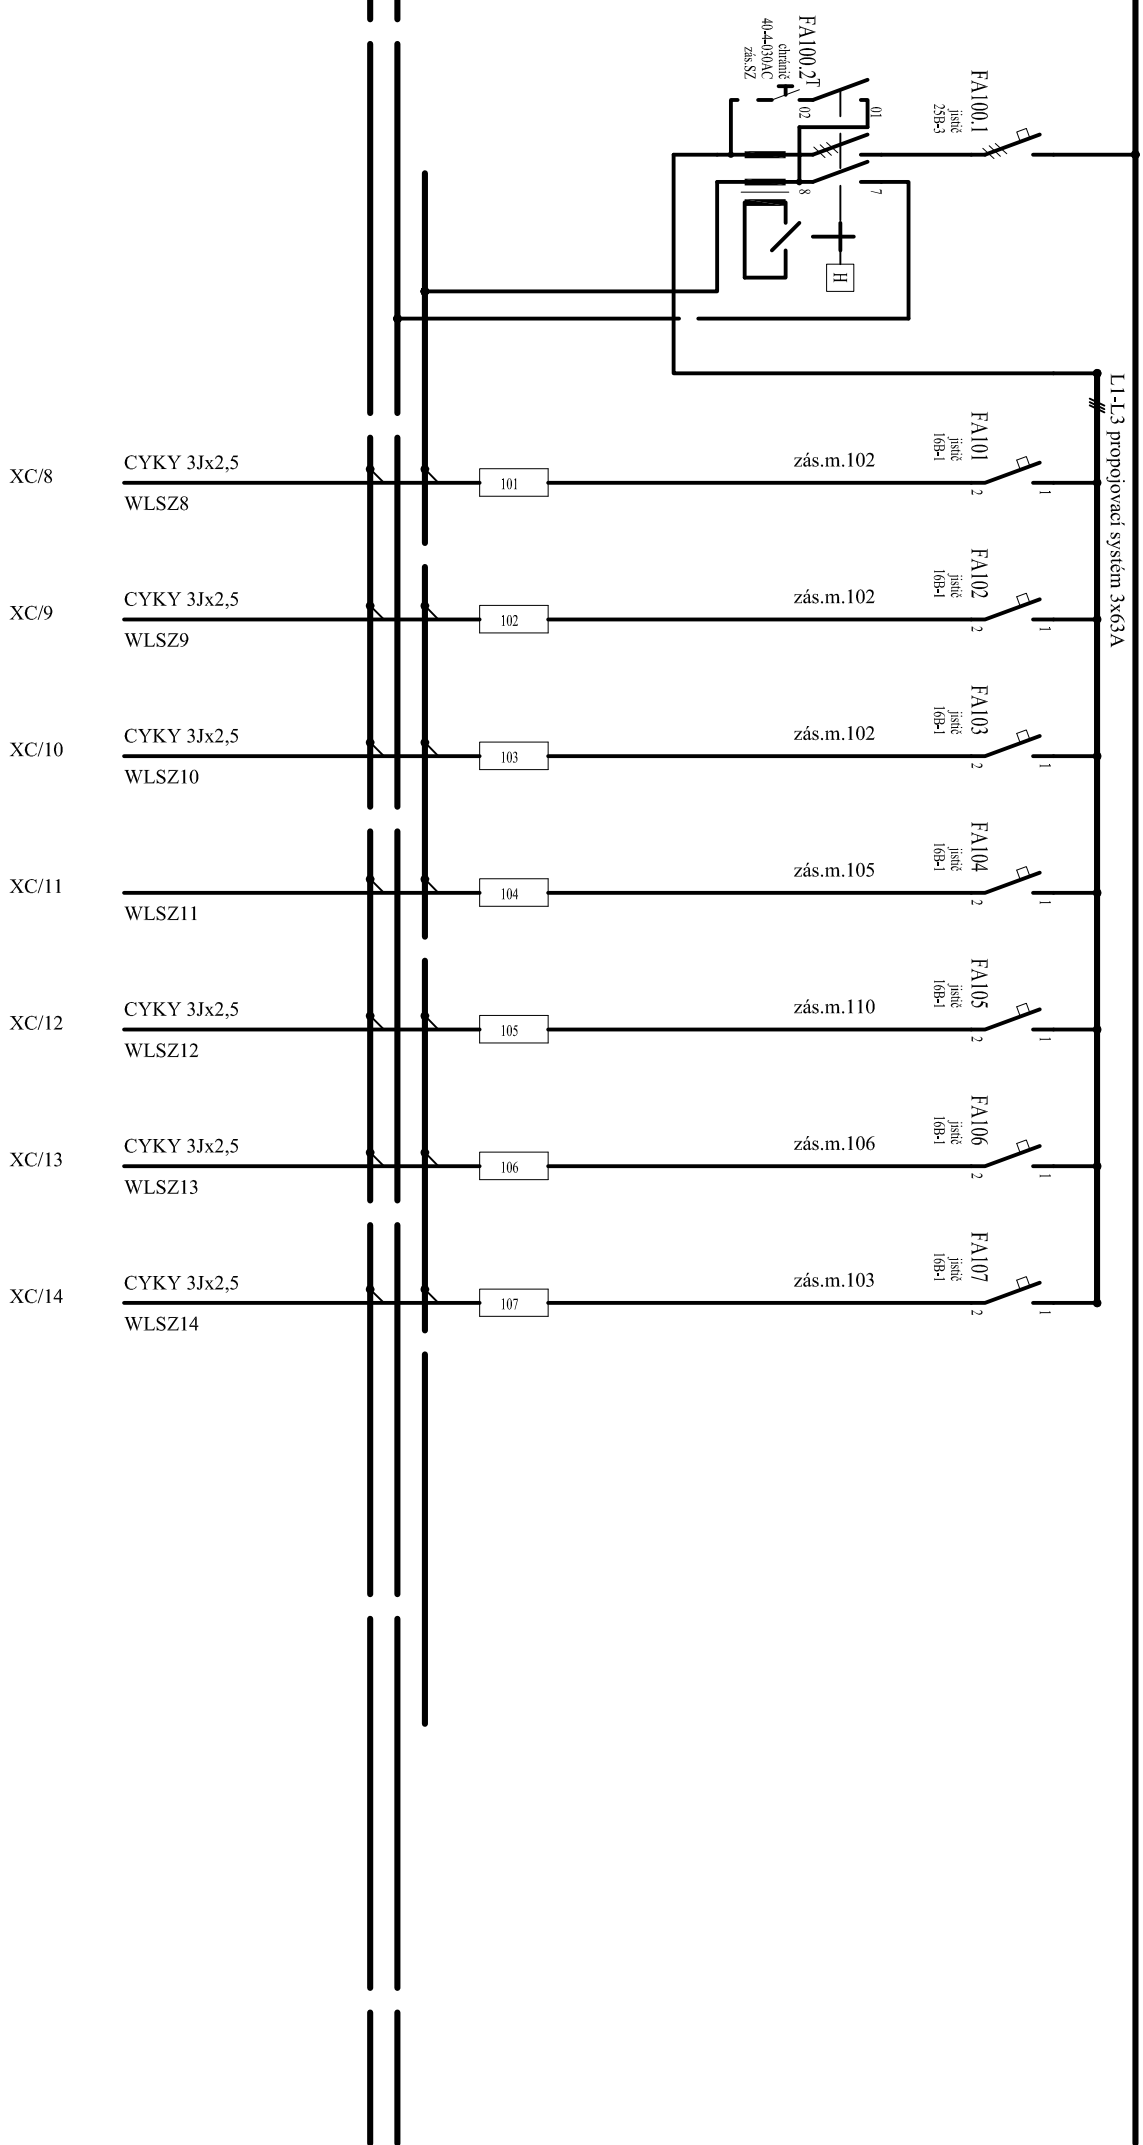 FA100.2
chránič
40-4-030AC
zás.SZ
T
01
02
7
8
H
FA100.1
jistič
25B-3
L1-L3 propojovací systém 3x63A
XC/8
CYKY 3Jx2,5
WLSZ8
101
zás.m.102
FA101
jistič
16B-1
2
1
XC/9
CYKY 3Jx2,5
WLSZ9
102
zás.m.102
FA102
jistič
16B-1
2
1
XC/10
CYKY 3Jx2,5
WLSZ10
103
zás.m.102
FA103
jistič
16B-1
2
1
XC/11
WLSZ11
104
zás.m.105
FA104
jistič
16B-1
2
1
XC/12
CYKY 3Jx2,5
WLSZ12
105
zás.m.110
FA105
jistič
16B-1
2
1
XC/13
CYKY 3Jx2,5
WLSZ13
106
zás.m.106
FA106
jistič
16B-1
2
1
XC/14
CYKY 3Jx2,5
WLSZ14
107
zás.m.103
FA107
jistič
16B-1
2
1